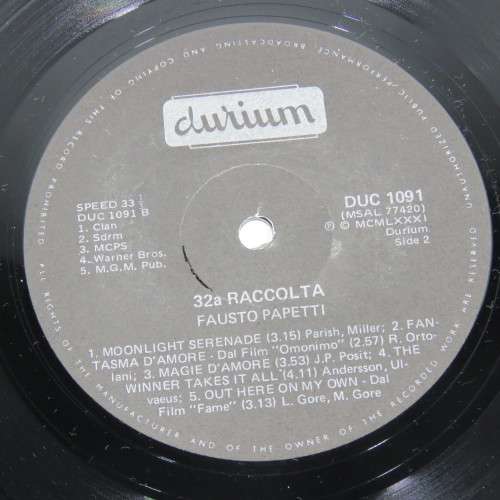 durium
SPEED 33 1/3
DUC 1091 B
1. Clan
2. Sdrm
3. MCPS
4. Warner Bros.
5. M.G.M. Pub.
DUC 1091
(MSAL 77420)
Ⓟ © MCMLXXXI
Durium
Side 2
32a RACCOLTA
FAUSTO PAPETTI
1. MOONLIGHT SERENADE (3.15) Parish, Miller; 2. FAN-
TASMA D'AMORE - Dal Film "Omonimo" (2.57) R. Orto-
lani; 3. MAGIE D'AMORE (3.53) J.P. Posit; 4. THE
WINNER TAKES IT ALL (4.11) Andersson, Ul-
vaeus; 5. OUT HERE ON MY OWN - Dal
Film "Fame" (3.13) L. Gore, M. Gore
ALL RIGHTS OF THE MANUFACTURER AND OF THE OWNER OF THE RECORDED WORK ARE
UNAUTHORIZED PUBLIC/PERFORMANCE BROADCASTING AND COPYING OF THIS RECORD PROHIBITED